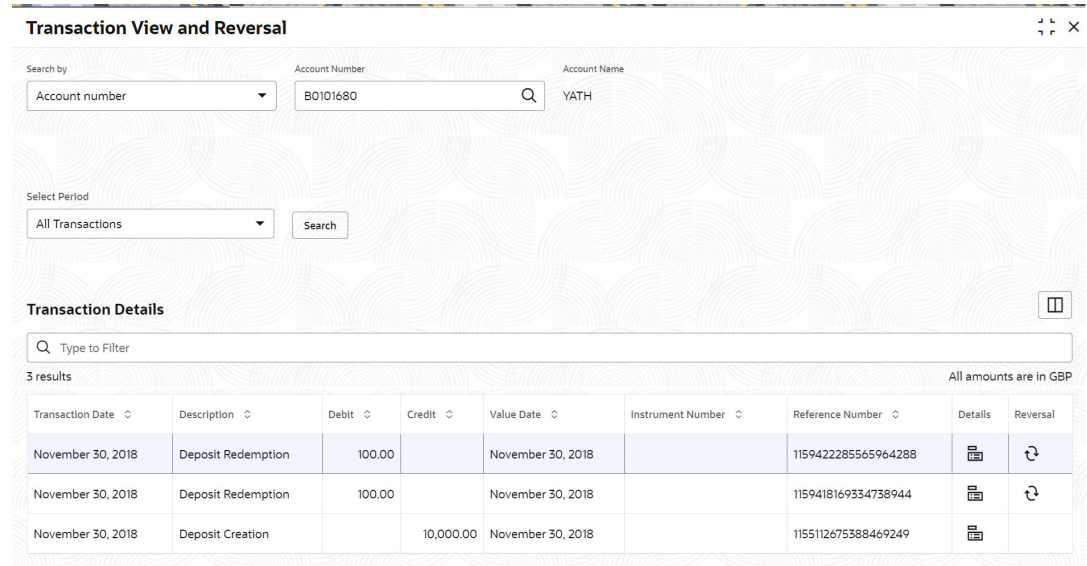 Transaction View and Reversal
Search by Account Number Account Name
Account number B0101680 YATH
Select Period
All Transactions Search
Transaction Details
Type to Filter
3 results All amounts are in GBP
Transaction Date Description Debit Credit Value Date Instrument Number Reference Number Details Reversal
November 30, 2018 Deposit Redemption 100.00 November 30, 2018 1159422285565964288
November 30, 2018 Deposit Redemption 100.00 November 30, 2018 1159418169334738944
November 30, 2018 Deposit Creation 10,000.00 November 30, 2018 1155112675388469249